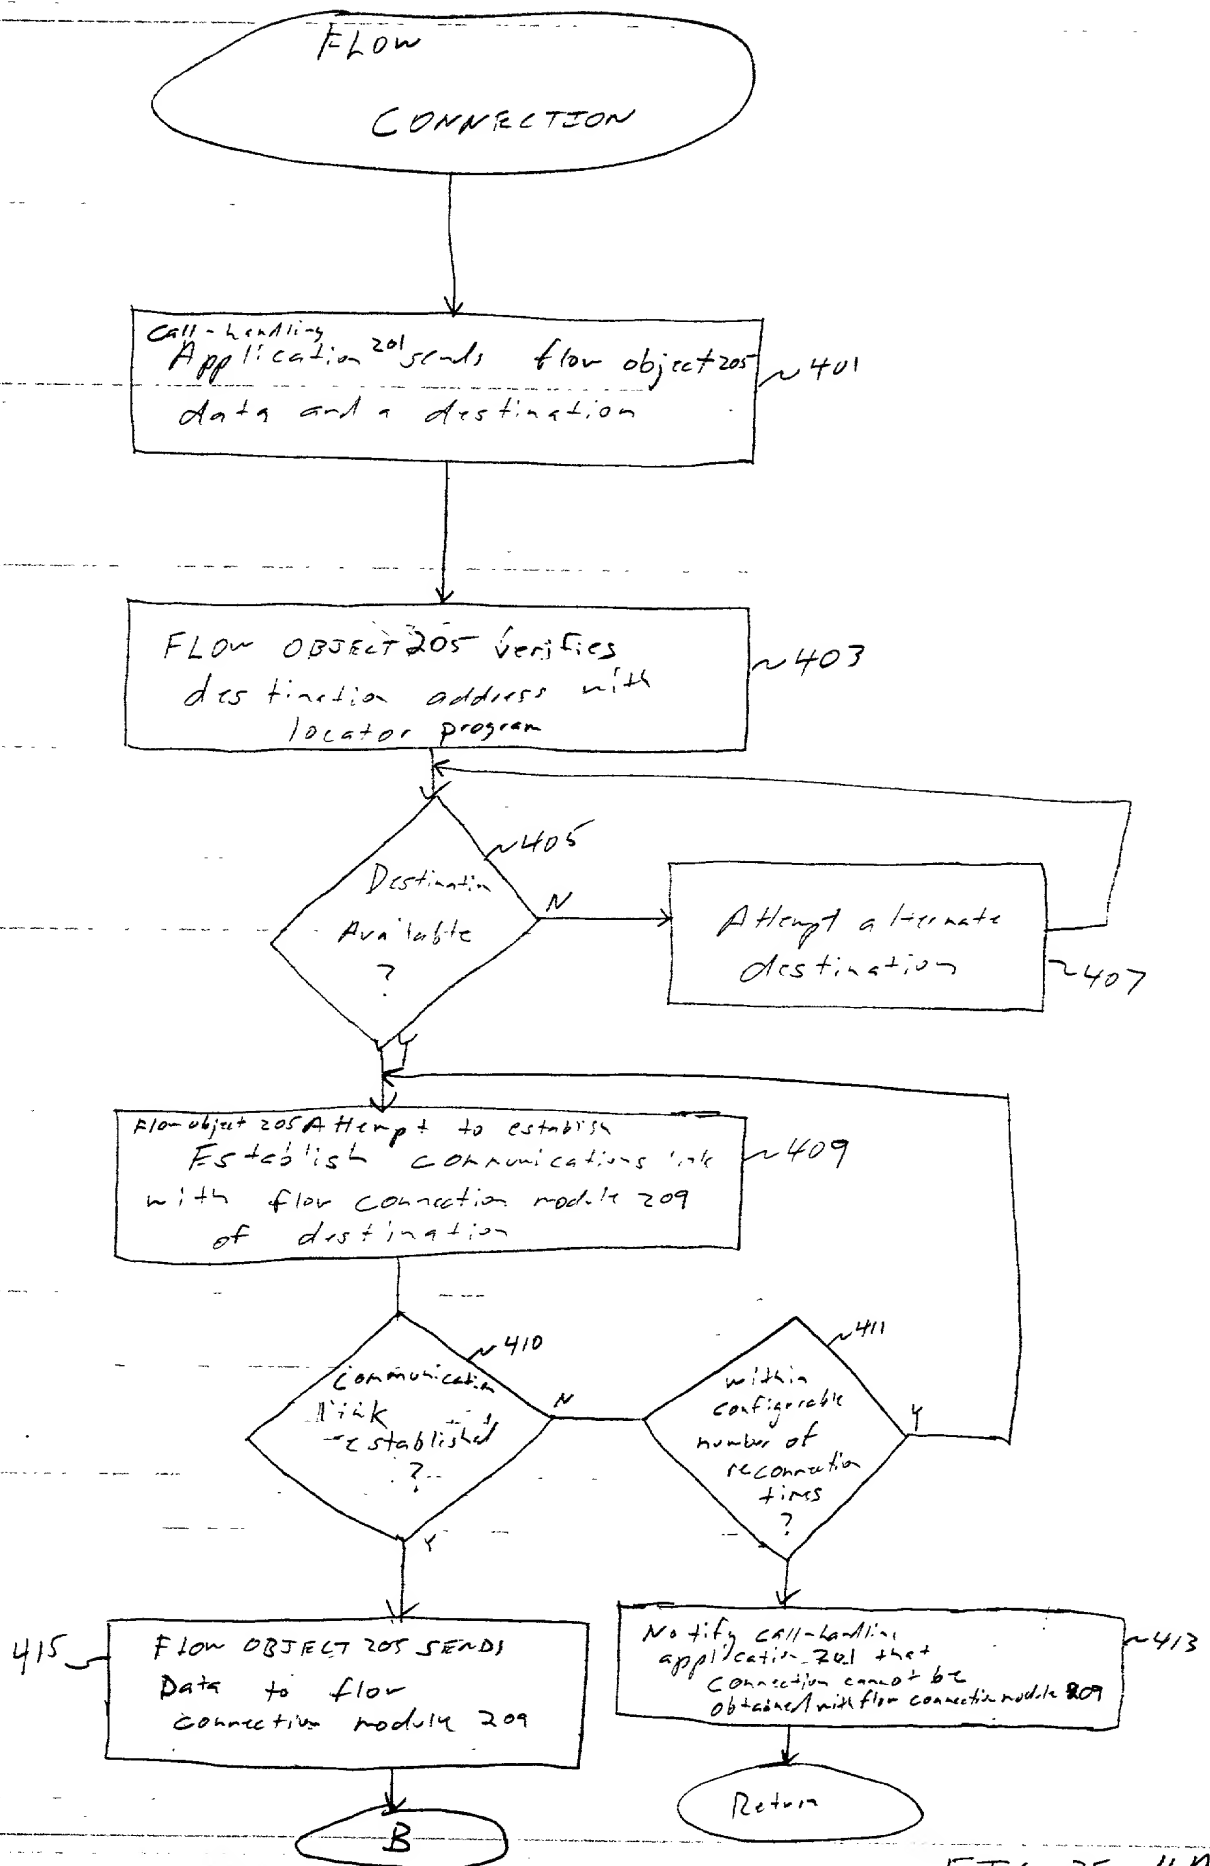 FLOW
CONNECTION
Call-handling
Application 201 sends flow object 205
data and a destination
~401
FLOW OBJECT 205 verifies
destination address with
locator program
~403
~405
Destination
Available
?
N
Attempt alternate
destination
~407
Y
Flow object 205 Attempt to establish
Establish communications link
with flow connection module 209
of destination
~409
~410
Communication
link
established
?
N
~411
within
configurable
number of
reconnection
times
?
Y
Y
415
FLOW OBJECT 205 SENDS
Data to flow
connection module 209
Notify call-handling
application 201 that
connection cannot be
obtained with flow connection module 209
~413
B
Return